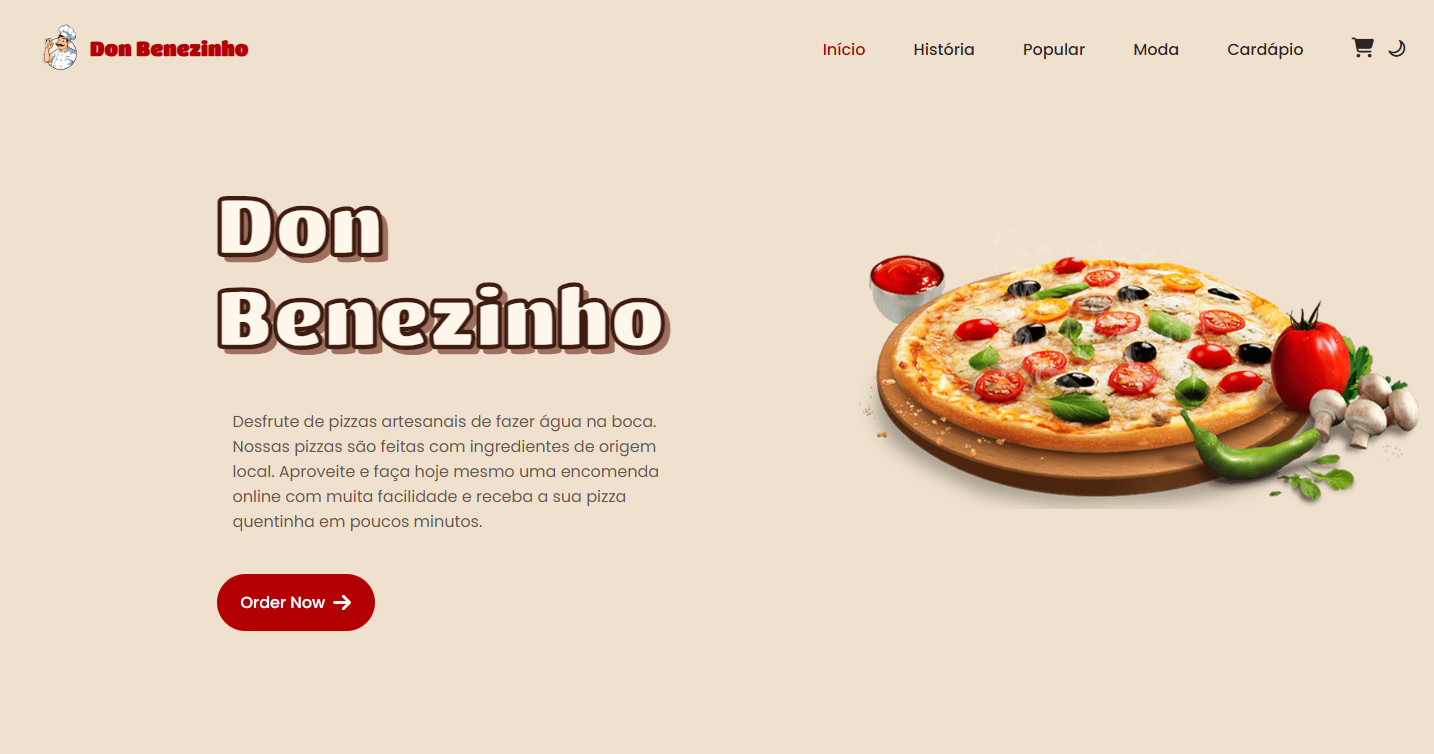 Don Benezinho
Início
História
Popular
Moda
Cardápio
Don
Benezinho
Desfrute de pizzas artesanais de fazer água na boca.
Nossas pizzas são feitas com ingredientes de origem
local. Aproveite e faça hoje mesmo uma encomenda
online com muita facilidade e receba a sua pizza
quentinha em poucos minutos.
Order Now